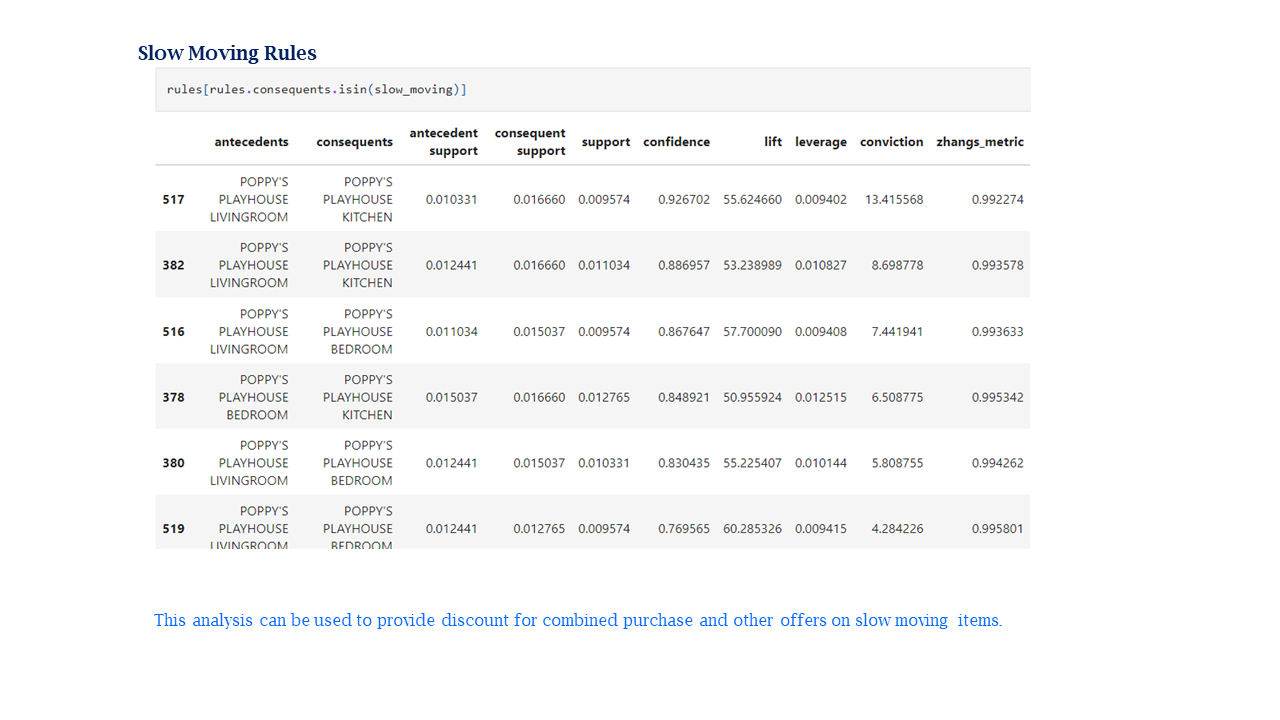 Slow Moving Rules
rules[rules.consequents.isin(slow_moving)]
antecedents consequents antecedent support consequent support support confidence lift leverage conviction zhangs_metric
517 POPPY'S PLAYHOUSE LIVINGROOM POPPY'S PLAYHOUSE KITCHEN 0.010331 0.016660 0.009574 0.926702 55.624660 0.009402 13.415568 0.992274
382 POPPY'S PLAYHOUSE LIVINGROOM POPPY'S PLAYHOUSE KITCHEN 0.012441 0.016660 0.011034 0.886957 53.238989 0.010827 8.698778 0.993578
516 POPPY'S PLAYHOUSE LIVINGROOM POPPY'S PLAYHOUSE BEDROOM 0.011034 0.015037 0.009574 0.867647 57.700090 0.009408 7.441941 0.993633
378 POPPY'S PLAYHOUSE BEDROOM POPPY'S PLAYHOUSE KITCHEN 0.015037 0.016660 0.012765 0.848921 50.955924 0.012515 6.508775 0.995342
380 POPPY'S PLAYHOUSE LIVINGROOM POPPY'S PLAYHOUSE BEDROOM 0.012441 0.015037 0.010331 0.830435 55.225407 0.010144 5.808755 0.994262
519 POPPY'S PLAYHOUSE LIVINGROOM POPPY'S PLAYHOUSE BEDROOM 0.012441 0.012765 0.009574 0.769565 60.285326 0.009415 4.284226 0.995801
This analysis can be used to provide discount for combined purchase and other offers on slow moving items.